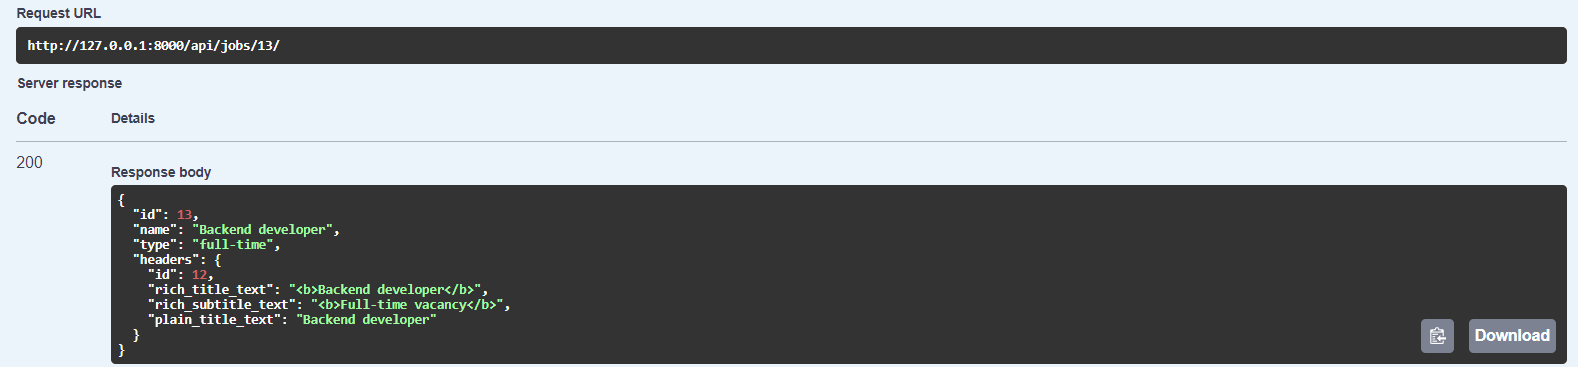 Request URL
http://127.0.0.1:8000/api/jobs/13/
Server response
Code Details
200
Response body
{
  "id": 13,
  "name": "Backend developer",
  "type": "full-time",
  "headers": {
    "id": 12,
    "rich_title_text": "<b>Backend developer</b>",
    "rich_subtitle_text": "<b>Full-time vacancy</b>",
    "plain_title_text": "Backend developer"
  }
}
Download